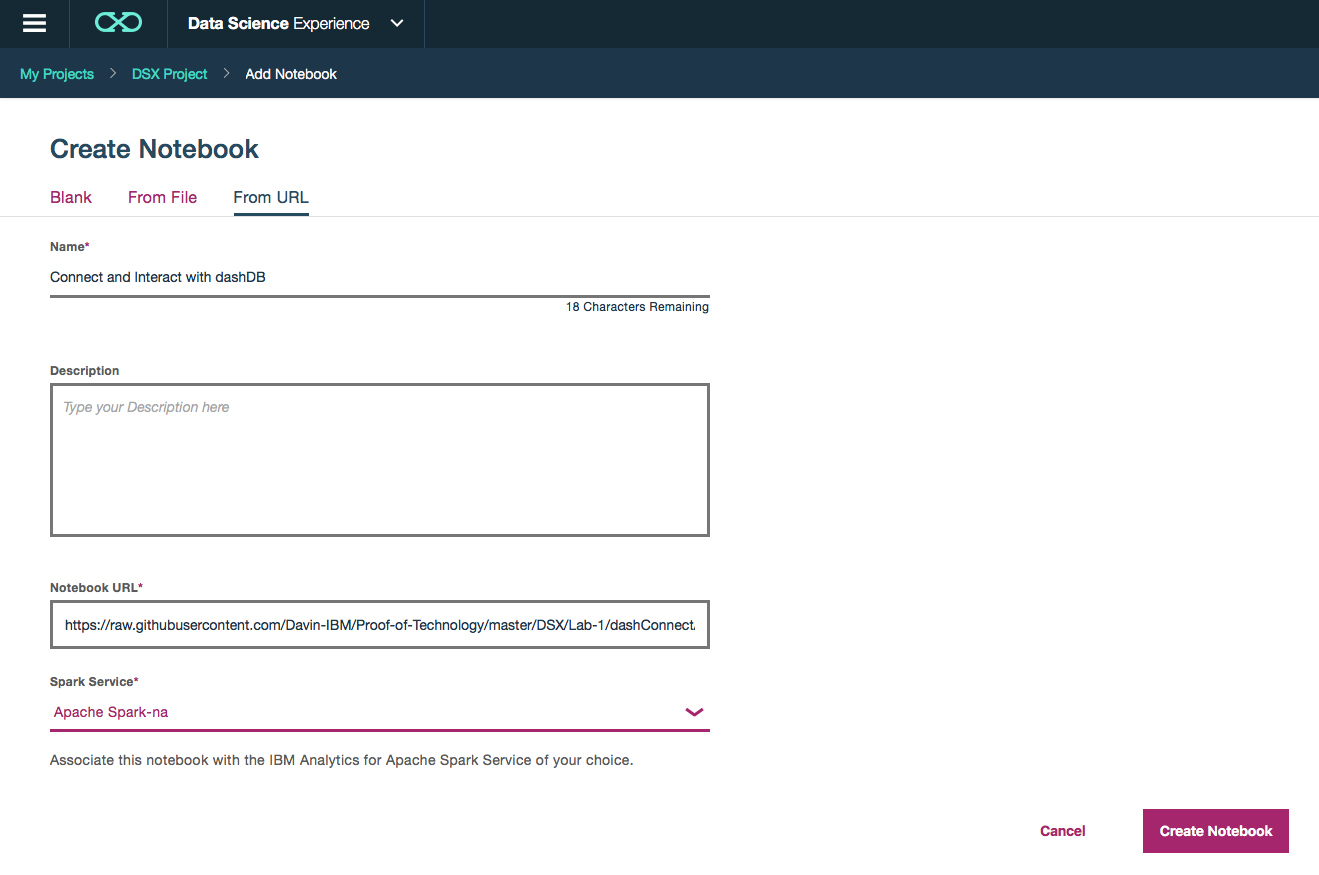 Data Science Experience
My Projects > DSX Project > Add Notebook
Create Notebook
Blank From File From URL
Name*
Connect and Interact with dashDB
18 Characters Remaining
Description
Type your Description here
Notebook URL*
https://raw.githubusercontent.com/Davin-IBM/Proof-of-Technology/master/DSX/Lab-1/dashConnect
Spark Service*
Apache Spark-na
Associate this notebook with the IBM Analytics for Apache Spark Service of your choice.
Cancel Create Notebook